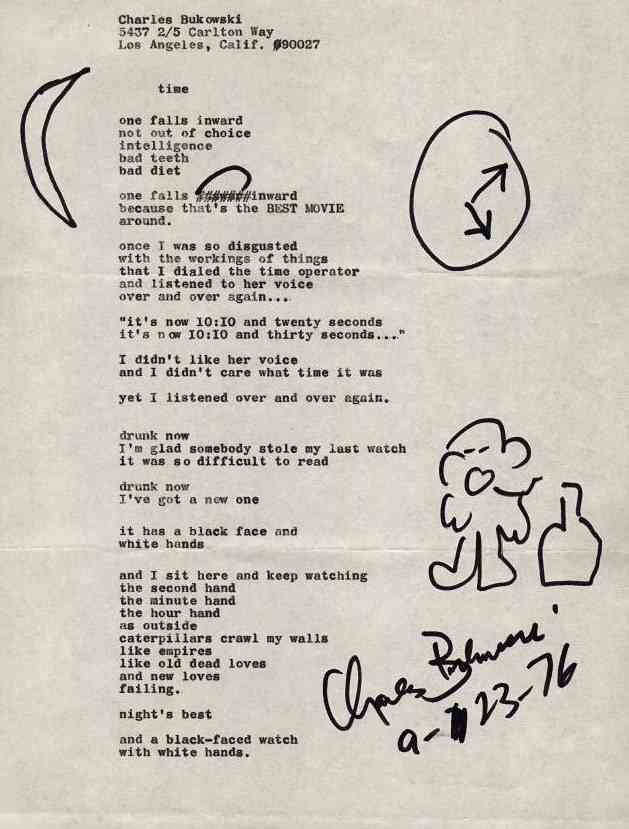 Charles Bukowski
5437 2/5 Carlton Way
Los Angeles, Calif. 90027
time
one falls inward
not out of choice
intelligence
bad teeth
bad diet
one falls inward
because that's the BEST MOVIE
around.
once I was so disgusted
with the workings of things
that I dialed the time operator
and listened to her voice
over and over again...
"it's now 10:10 and twenty seconds
it's now 10:10 and thirty seconds..."
I didn't like her voice
and I didn't care what time it was
yet I listened over and over again.
drunk now
I'm glad somebody stole my last watch
it was so difficult to read
drunk now
I've got a new one
it has a black face and
white hands
and I sit here and keep watching
the second hand
the minute hand
the hour hand
as outside
caterpillars crawl my walls
like empires
like old dead loves
and new loves
failing.
night's best
and a black-faced watch
with white hands.
Charles Bukowski
9-23-76